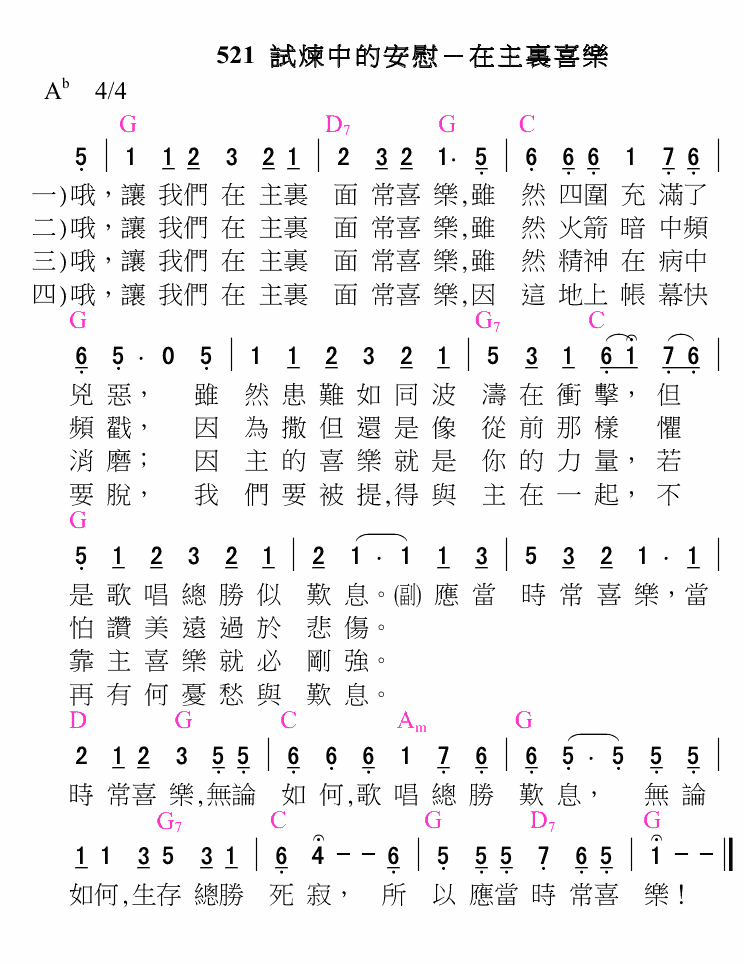 521 試煉中的安慰－在主裏喜樂
Ab 4/4
G D7 G C
5 | 1 1 2 3 2 1 | 2 3 2 1· 5 | 6 6 6 1 7 6 |
一)哦，讓 我們 在 主裏 面 常喜 樂,雖 然 四圍 充 滿了
二)哦，讓 我們 在 主裏 面 常喜 樂,雖 然 火箭 暗 中頻
三)哦，讓 我們 在 主裏 面 常喜 樂,雖 然 精神 在 病中
四)哦，讓 我們 在 主裏 面 常喜 樂,因 這 地上 帳 幕快
G G7 C
6 5 · 0 5 | 1 1 2 3 2 1 | 5 3 1 6 1 7 6 |
兇 惡， 雖 然 患 難 如 同 波 濤 在 衝 擊， 但
頻 戳， 因 為 撒 但 還 是 像 從 前 那 樣 懼
消 磨； 因 主 的 喜 樂 就 是 你 的 力 量， 若
要 脫， 我 們 要 被 提,得 與 主 在 一 起， 不
G
5 1 2 3 2 1 | 2 1 · 1 1 3 | 5 3 2 1 · 1 |
是 歌 唱 總 勝 似 歎 息。(副) 應 當 時 常 喜 樂，當
怕 讚 美 遠 過 於 悲 傷。
靠 主 喜 樂 就 必 剛 強。
再 有 何 憂 愁 與 歎 息。
D G C Am G
2 1 2 3 5 5 | 6 6 6 1 7 6 | 6 5 · 5 5 5 |
時 常喜 樂,無論 如 何,歌 唱 總 勝 歎 息， 無 論
G7 C G D7 G
1 1 3 5 3 1 | 6 4 - - 6 | 5 5 5 7 6 5 | 1 - - ||
如何,生存 總勝 死 寂， 所 以 應當 時 常喜 樂！